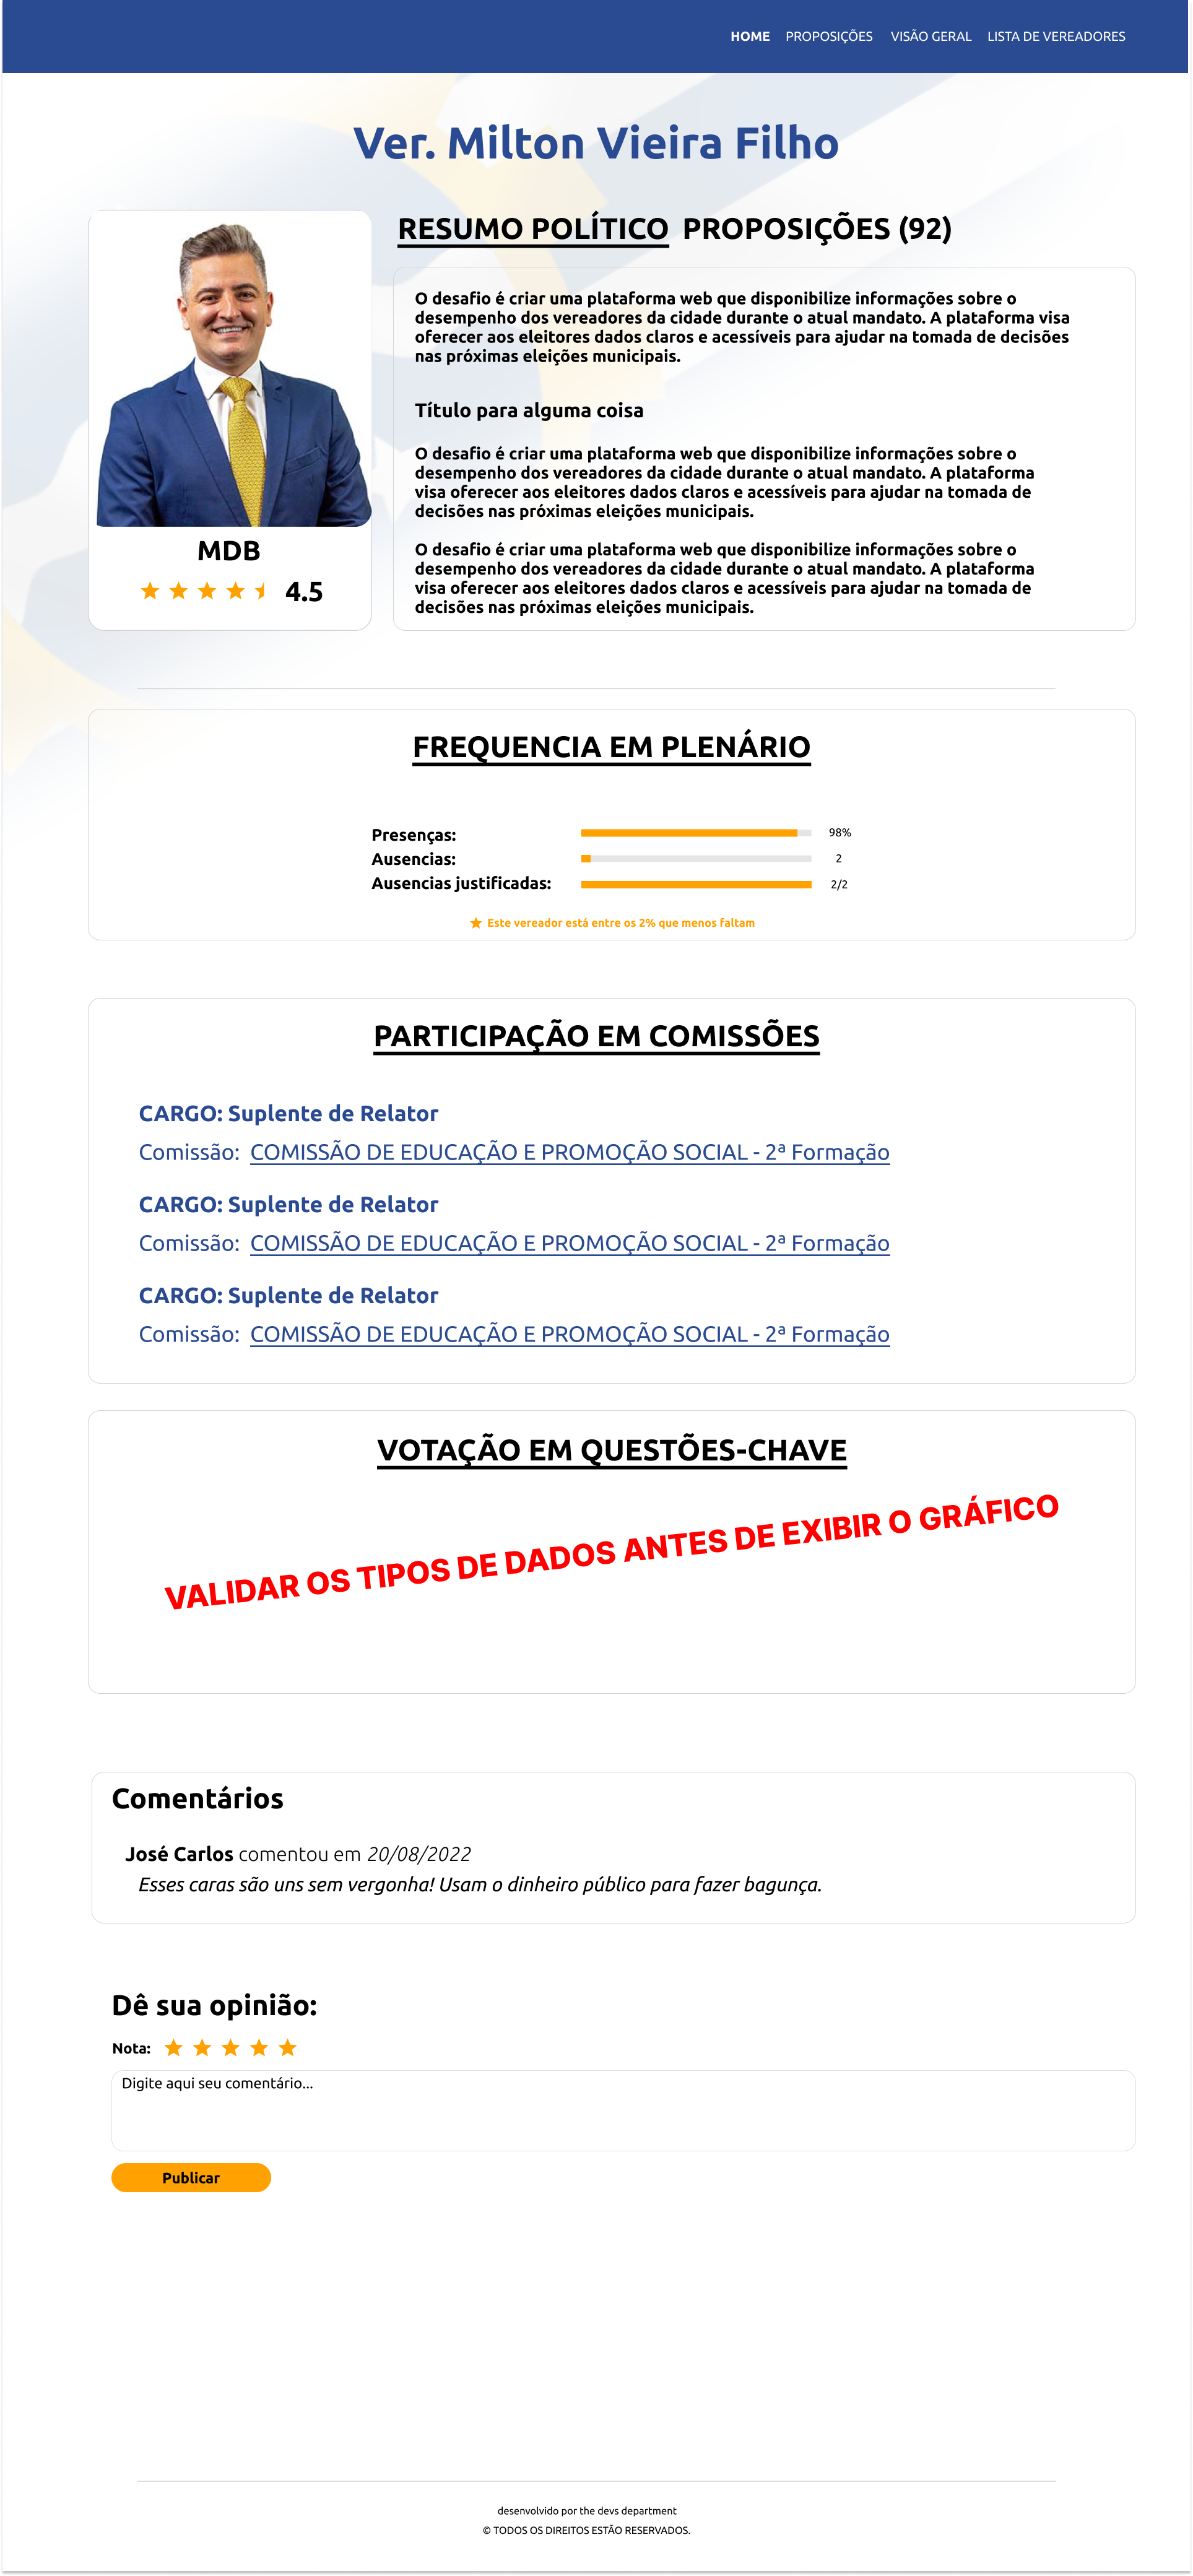 HOME PROPOSIÇÕES VISÃO GERAL LISTA DE VEREADORES
Ver. Milton Vieira Filho
RESUMO POLÍTICO PROPOSIÇÕES (92)
O desafio é criar uma plataforma web que disponibilize informações sobre o
desempenho dos vereadores da cidade durante o atual mandato. A plataforma visa
oferecer aos eleitores dados claros e acessíveis para ajudar na tomada de decisões
nas próximas eleições municipais.
Título para alguma coisa
O desafio é criar uma plataforma web que disponibilize informações sobre o
desempenho dos vereadores da cidade durante o atual mandato. A plataforma
visa oferecer aos eleitores dados claros e acessíveis para ajudar na tomada de
decisões nas próximas eleições municipais.
O desafio é criar uma plataforma web que disponibilize informações sobre o
desempenho dos vereadores da cidade durante o atual mandato. A plataforma
visa oferecer aos eleitores dados claros e acessíveis para ajudar na tomada de
decisões nas próximas eleições municipais.
MDB
4.5
FREQUENCIA EM PLENÁRIO
Presenças: 98%
Ausencias: 2
Ausencias justificadas: 2/2
Este vereador está entre os 2% que menos faltam
PARTICIPAÇÃO EM COMISSÕES
CARGO: Suplente de Relator
Comissão: COMISSÃO DE EDUCAÇÃO E PROMOÇÃO SOCIAL - 2ª Formação
CARGO: Suplente de Relator
Comissão: COMISSÃO DE EDUCAÇÃO E PROMOÇÃO SOCIAL - 2ª Formação
CARGO: Suplente de Relator
Comissão: COMISSÃO DE EDUCAÇÃO E PROMOÇÃO SOCIAL - 2ª Formação
VOTAÇÃO EM QUESTÕES-CHAVE
VALIDAR OS TIPOS DE DADOS ANTES DE EXIBIR O GRÁFICO
Comentários
José Carlos comentou em 20/08/2022
Esses caras são uns sem vergonha! Usam o dinheiro público para fazer bagunça.
Dê sua opinião:
Nota:
Digite aqui seu comentário...
Publicar
desenvolvido por the devs department
© TODOS OS DIREITOS ESTÃO RESERVADOS.